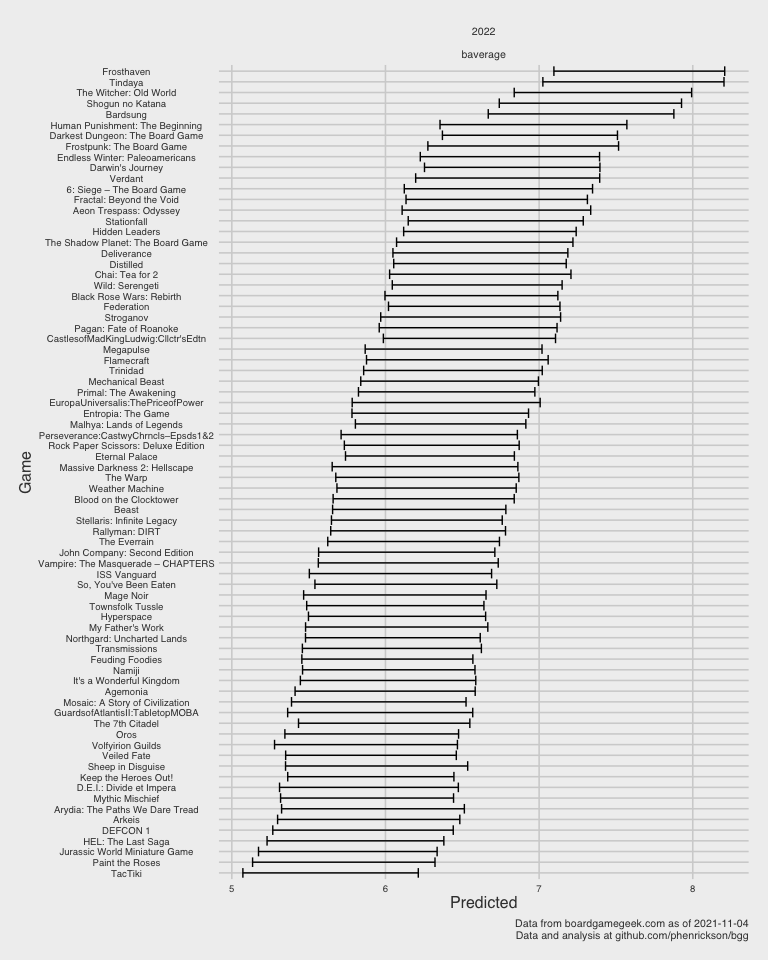 2022
baverage
Frosthaven
Tindaya
The Witcher: Old World
Shogun no Katana
Bardsung
Human Punishment: The Beginning
Darkest Dungeon: The Board Game
Frostpunk: The Board Game
Endless Winter: Paleoamericans
Darwin's Journey
Verdant
6: Siege – The Board Game
Fractal: Beyond the Void
Aeon Trespass: Odyssey
Stationfall
Hidden Leaders
The Shadow Planet: The Board Game
Deliverance
Distilled
Chai: Tea for 2
Wild: Serengeti
Black Rose Wars: Rebirth
Federation
Stroganov
Pagan: Fate of Roanoke
CastlesofMadKingLudwig:Cllctr'sEdtn
Megapulse
Flamecraft
Trinidad
Mechanical Beast
Primal: The Awakening
EuropaUniversalis:ThePriceofPower
Entropia: The Game
Malhya: Lands of Legends
Perseverance:CastwyChrncls–Epsds1&2
Rock Paper Scissors: Deluxe Edition
Eternal Palace
Massive Darkness 2: Hellscape
The Warp
Weather Machine
Blood on the Clocktower
Beast
Stellaris: Infinite Legacy
Rallyman: DIRT
The Everrain
John Company: Second Edition
Vampire: The Masquerade – CHAPTERS
ISS Vanguard
So, You've Been Eaten
Mage Noir
Townsfolk Tussle
Hyperspace
My Father's Work
Northgard: Uncharted Lands
Transmissions
Feuding Foodies
Namiji
It's a Wonderful Kingdom
Agemonia
Mosaic: A Story of Civilization
GuardsofAtlantisII:TabletopMOBA
The 7th Citadel
Oros
Volfyirion Guilds
Veiled Fate
Sheep in Disguise
Keep the Heroes Out!
D.E.I.: Divide et Impera
Mythic Mischief
Arydia: The Paths We Dare Tread
Arkeis
DEFCON 1
HEL: The Last Saga
Jurassic World Miniature Game
Paint the Roses
TacTiki
Game
5 6 7 8
Predicted
Data from boardgamegeek.com as of 2021-11-04
Data and analysis at github.com/phenrickson/bgg